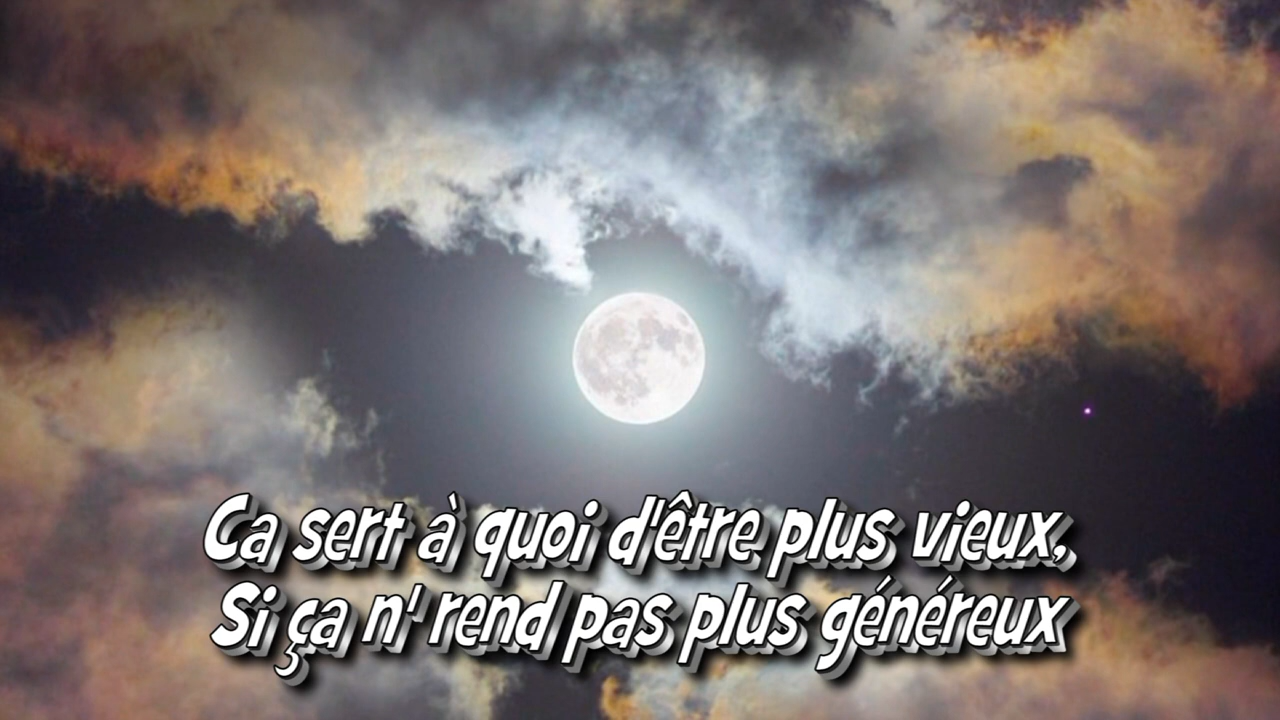 Ca sert à quoi d'être plus vieux,
Si ça n' rend pas plus généreux